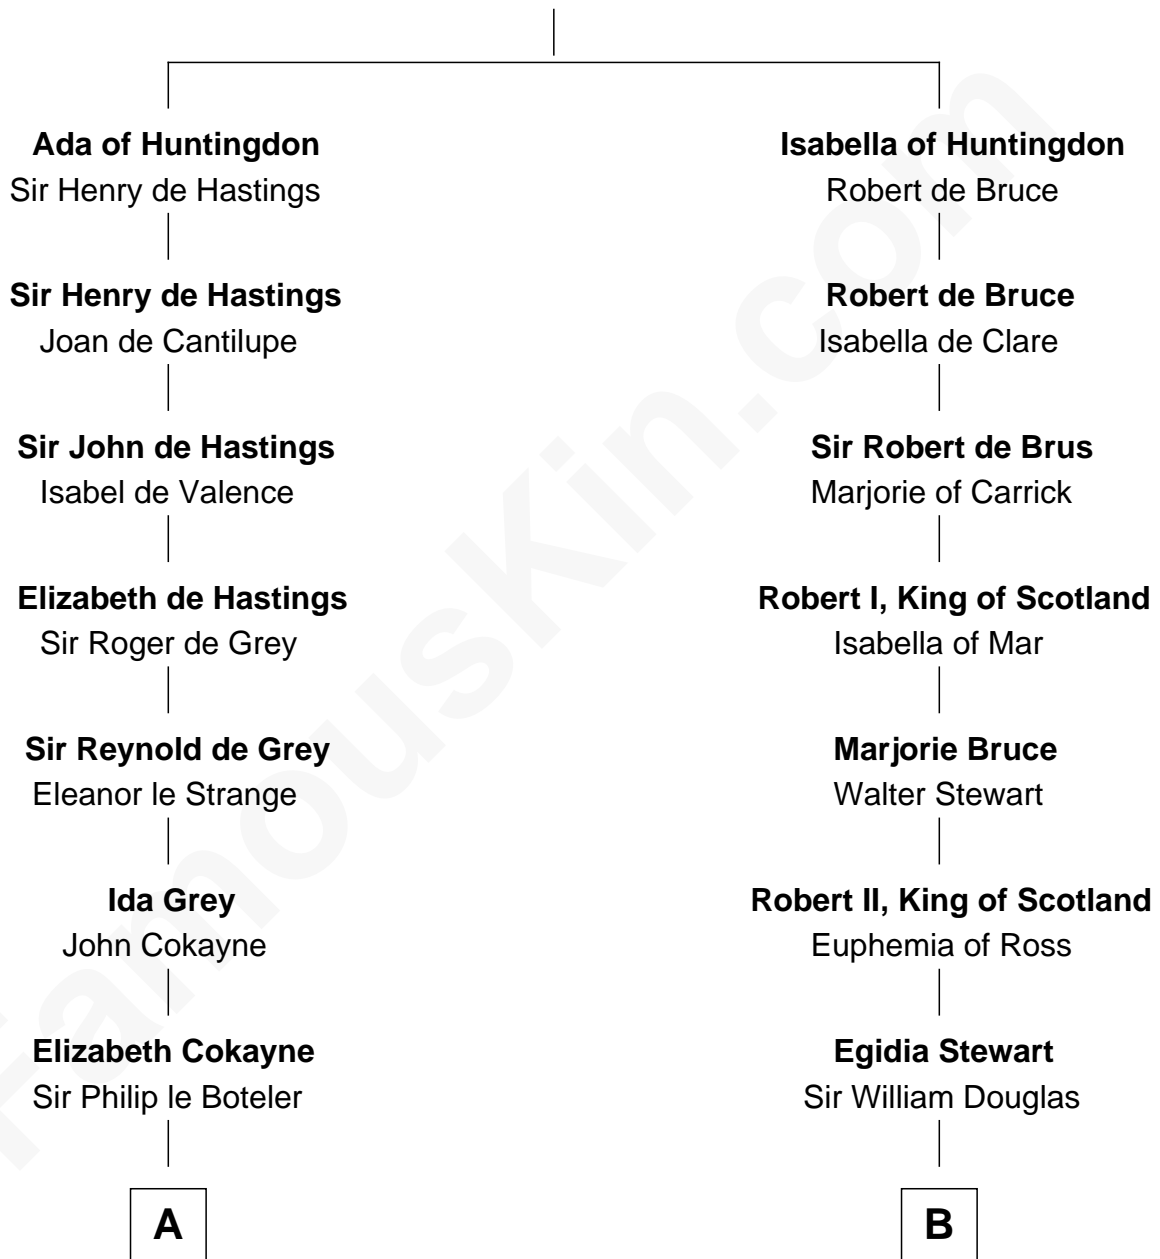 Ada of Huntingdon
Sir Henry de Hastings
Sir Henry de Hastings
Joan de Cantilupe
Sir John de Hastings
Isabel de Valence
Elizabeth de Hastings
Sir Roger de Grey
Sir Reynold de Grey
Eleanor le Strange
Ida Grey
John Cokayne
Elizabeth Cokayne
Sir Philip le Boteler
A
Isabella of Huntingdon
Robert de Bruce
Robert de Bruce
Isabella de Clare
Sir Robert de Brus
Marjorie of Carrick
Robert I, King of Scotland
Isabella of Mar
Marjorie Bruce
Walter Stewart
Robert II, King of Scotland
Euphemia of Ross
Egidia Stewart
Sir William Douglas
B
FamousKin.com